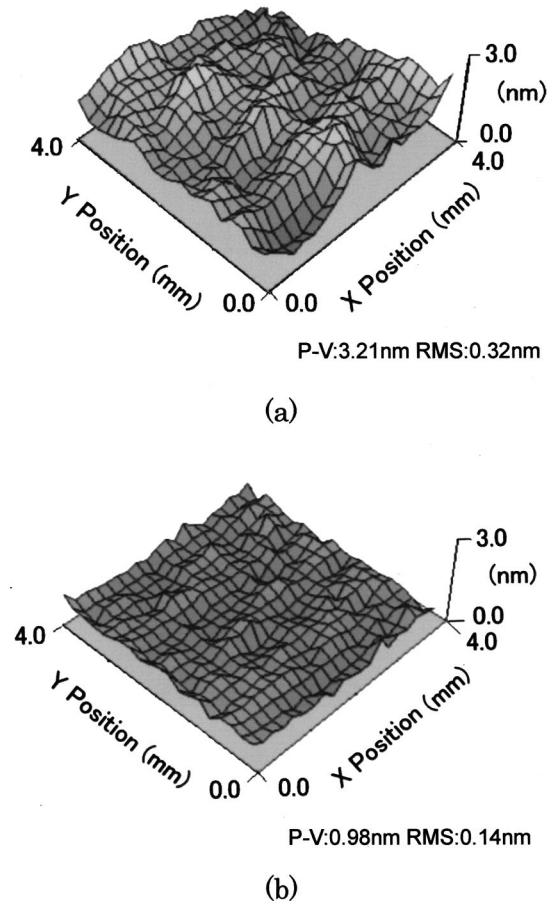 3.0
(nm)
0.0
4.0
4.0
Y Position (mm)
X Position (mm)
0.0
0.0
P-V:3.21nm RMS:0.32nm
(a)
3.0
(nm)
0.0
4.0
4.0
Y Position (mm)
X Position (mm)
0.0
0.0
P-V:0.98nm RMS:0.14nm
(b)